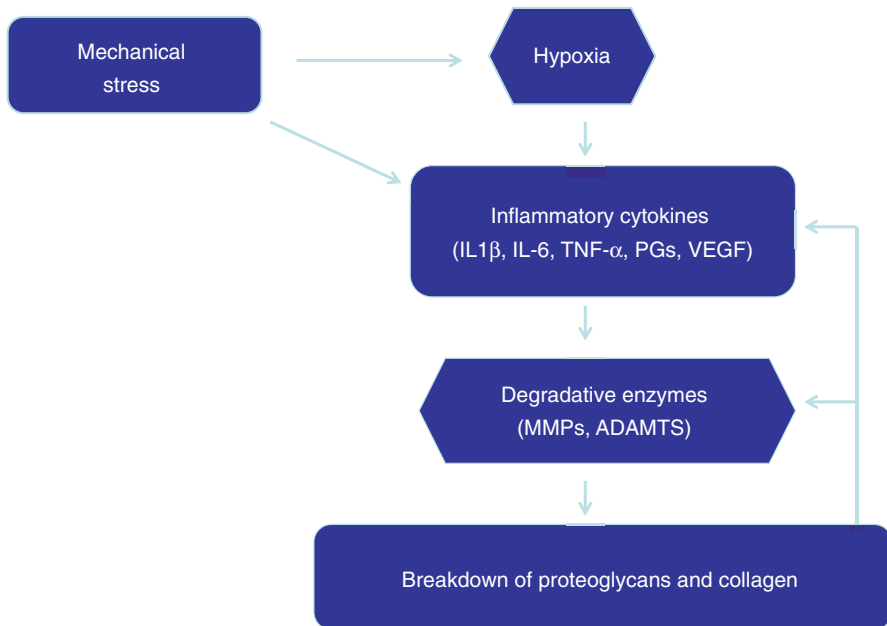 Mechanical
stress
Hypoxia
Inflammatory cytokines
(IL1β, IL-6, TNF-α, PGs, VEGF)
Degradative enzymes
(MMPs, ADAMTS)
Breakdown of proteoglycans and collagen